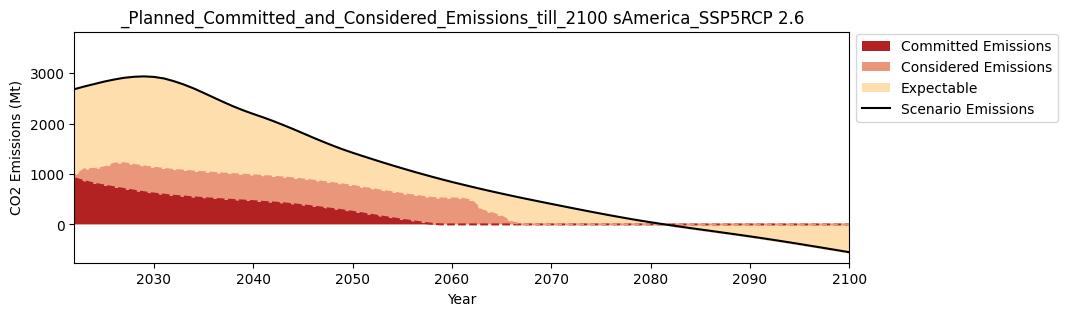 _Planned_Committed_and_Considered_Emissions_till_2100 sAmerica_SSP5RCP 2.6
CO2 Emissions (Mt)
3000
2000
1000
0
2030 2040 2050 2060 2070 2080 2090 2100
Year
Committed Emissions
Considered Emissions
Expectable
Scenario Emissions